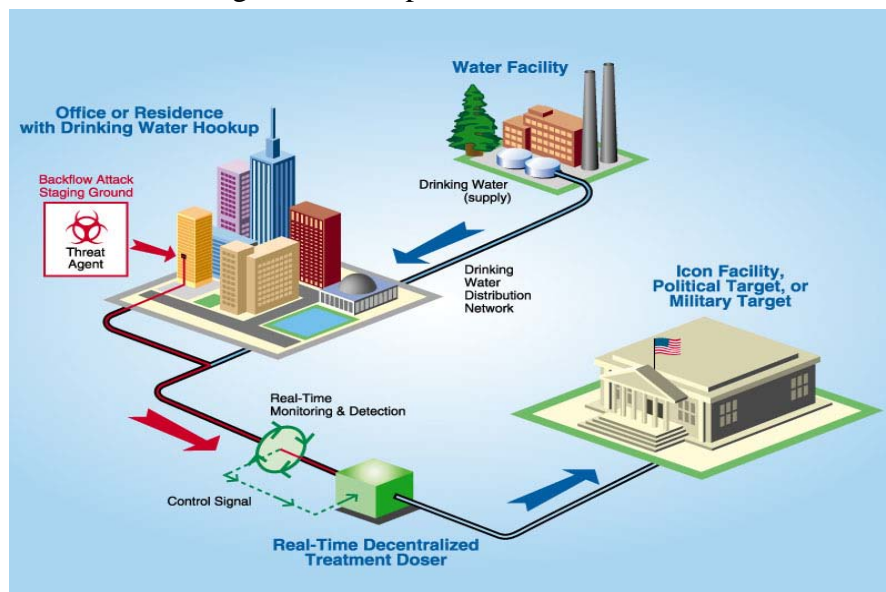 Water Facility
Office or Residence
with Drinking Water Hookup
Backflow Attack
Staging Ground
Threat
Agent
Drinking Water
(supply)
Drinking
Water
Distribution
Network
Icon Facility,
Political Target, or
Military Target
Real-Time
Monitoring & Detection
Control Signal
Real-Time Decentralized
Treatment Doser